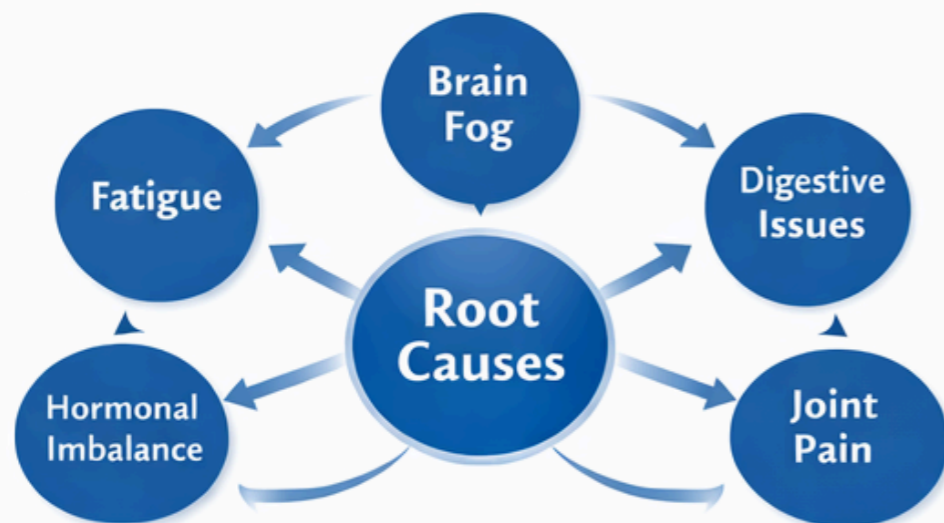 Brain
Fog
Fatigue
Digestive
Issues
Root
Causes
Hormonal
Imbalance
Joint
Pain